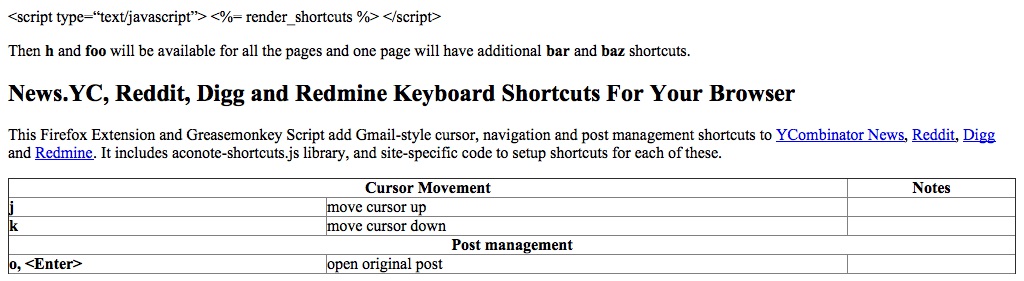 <script type=“text/javascript”> <%= render_shortcuts %> </script>
Then h and foo will be available for all the pages and one page will have additional bar and baz shortcuts.
News.YC, Reddit, Digg and Redmine Keyboard Shortcuts For Your Browser
This Firefox Extension and Greasemonkey Script add Gmail-style cursor, navigation and post management shortcuts to YCombinator News, Reddit, Digg
and Redmine. It includes aconote-shortcuts.js library, and site-specific code to setup shortcuts for each of these.
Cursor Movement Notes
j move cursor up
k move cursor down
Post management
o, <Enter> open original post